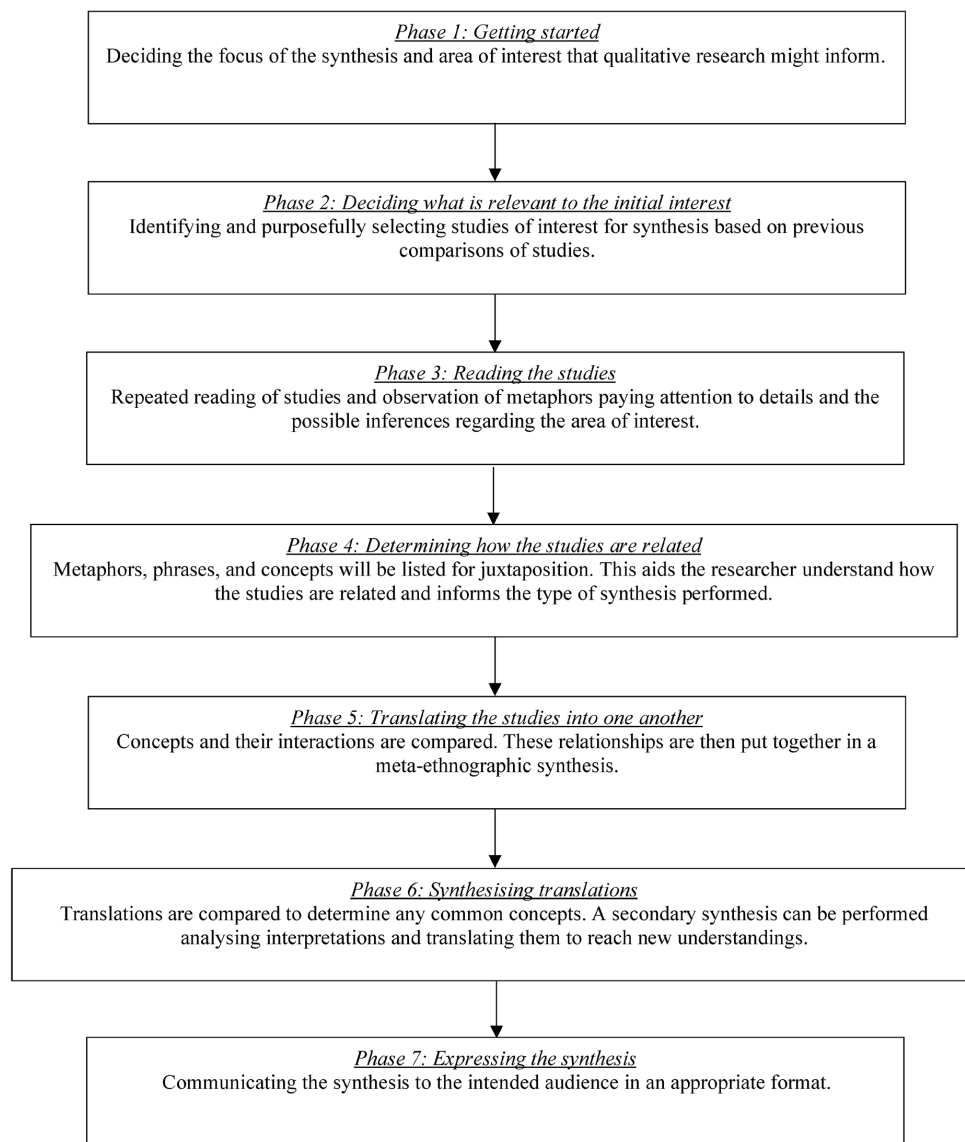 Phase 1: Getting started
Deciding the focus of the synthesis and area of interest that qualitative research might inform.
Phase 2: Deciding what is relevant to the initial interest
Identifying and purposefully selecting studies of interest for synthesis based on previous
comparisons of studies.
Phase 3: Reading the studies
Repeated reading of studies and observation of metaphors paying attention to details and the
possible inferences regarding the area of interest.
Phase 4: Determining how the studies are related
Metaphors, phrases, and concepts will be listed for juxtaposition. This aids the researcher understand how
the studies are related and informs the type of synthesis performed.
Phase 5: Translating the studies into one another
Concepts and their interactions are compared. These relationships are then put together in a
meta-ethnographic synthesis.
Phase 6: Synthesising translations
Translations are compared to determine any common concepts. A secondary synthesis can be performed
analysing interpretations and translating them to reach new understandings.
Phase 7: Expressing the synthesis
Communicating the synthesis to the intended audience in an appropriate format.